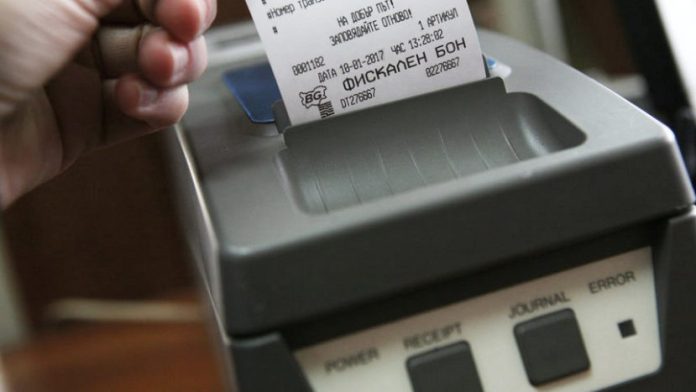 #Номер
НА ДОБЪР ПЪТ!
ЗАПОВЯДАЙТЕ ОТНОВО!
1 АРТИКУЛ
0001182 ДАТА 10-01-2017 ЧАС 13:28:02
BG ФИСКАЛЕН БОН
DT276667 02276667
POWER RECEIPT JOURNAL ERROR